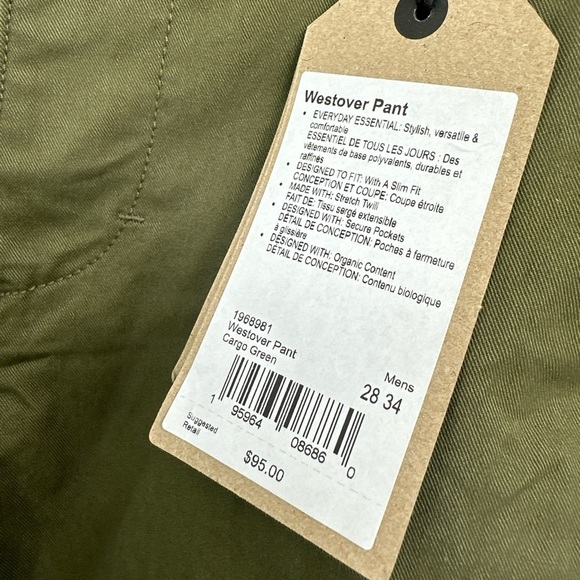 Westover Pant
• EVERYDAY ESSENTIAL: Stylish, versatile &
comfortable
ESSENTIEL DE TOUS LES JOURS : Des
vêtements de base polyvalents, durables et
raffinés
• DESIGNED TO FIT: With A Slim Fit
CONCEPTION ET COUPE: Coupe étroite
• MADE WITH: Stretch Twill
FAIT DE: Tissu sergé extensible
• DESIGNED WITH: Secure Pockets
DÉTAIL DE CONCEPTION: Poches à fermeture
à glissière
• DESIGNED WITH: Organic Content
DÉTAIL DE CONCEPTION: Contenu biologique
1968981
Westover Pant
Cargo Green
Mens
28 34
1 95964 08686 0
Suggested
Retail
$95.00